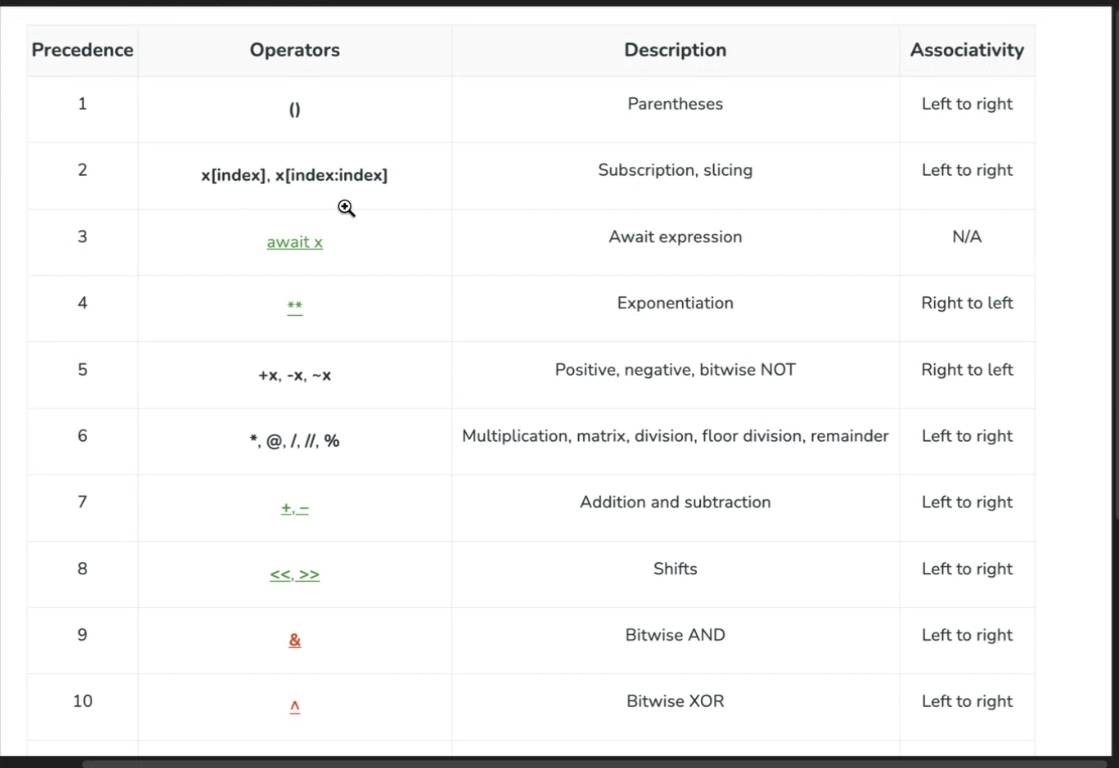 Precedence Operators Description Associativity
1 () Parentheses Left to right
2 x[index], x[index:index] Subscription, slicing Left to right
3 await x Await expression N/A
4 ** Exponentiation Right to left
5 +x, -x, ~x Positive, negative, bitwise NOT Right to left
6 *, @, /, //, % Multiplication, matrix, division, floor division, remainder Left to right
7 +, – Addition and subtraction Left to right
8 <<, >> Shifts Left to right
9 & Bitwise AND Left to right
10 ^ Bitwise XOR Left to right